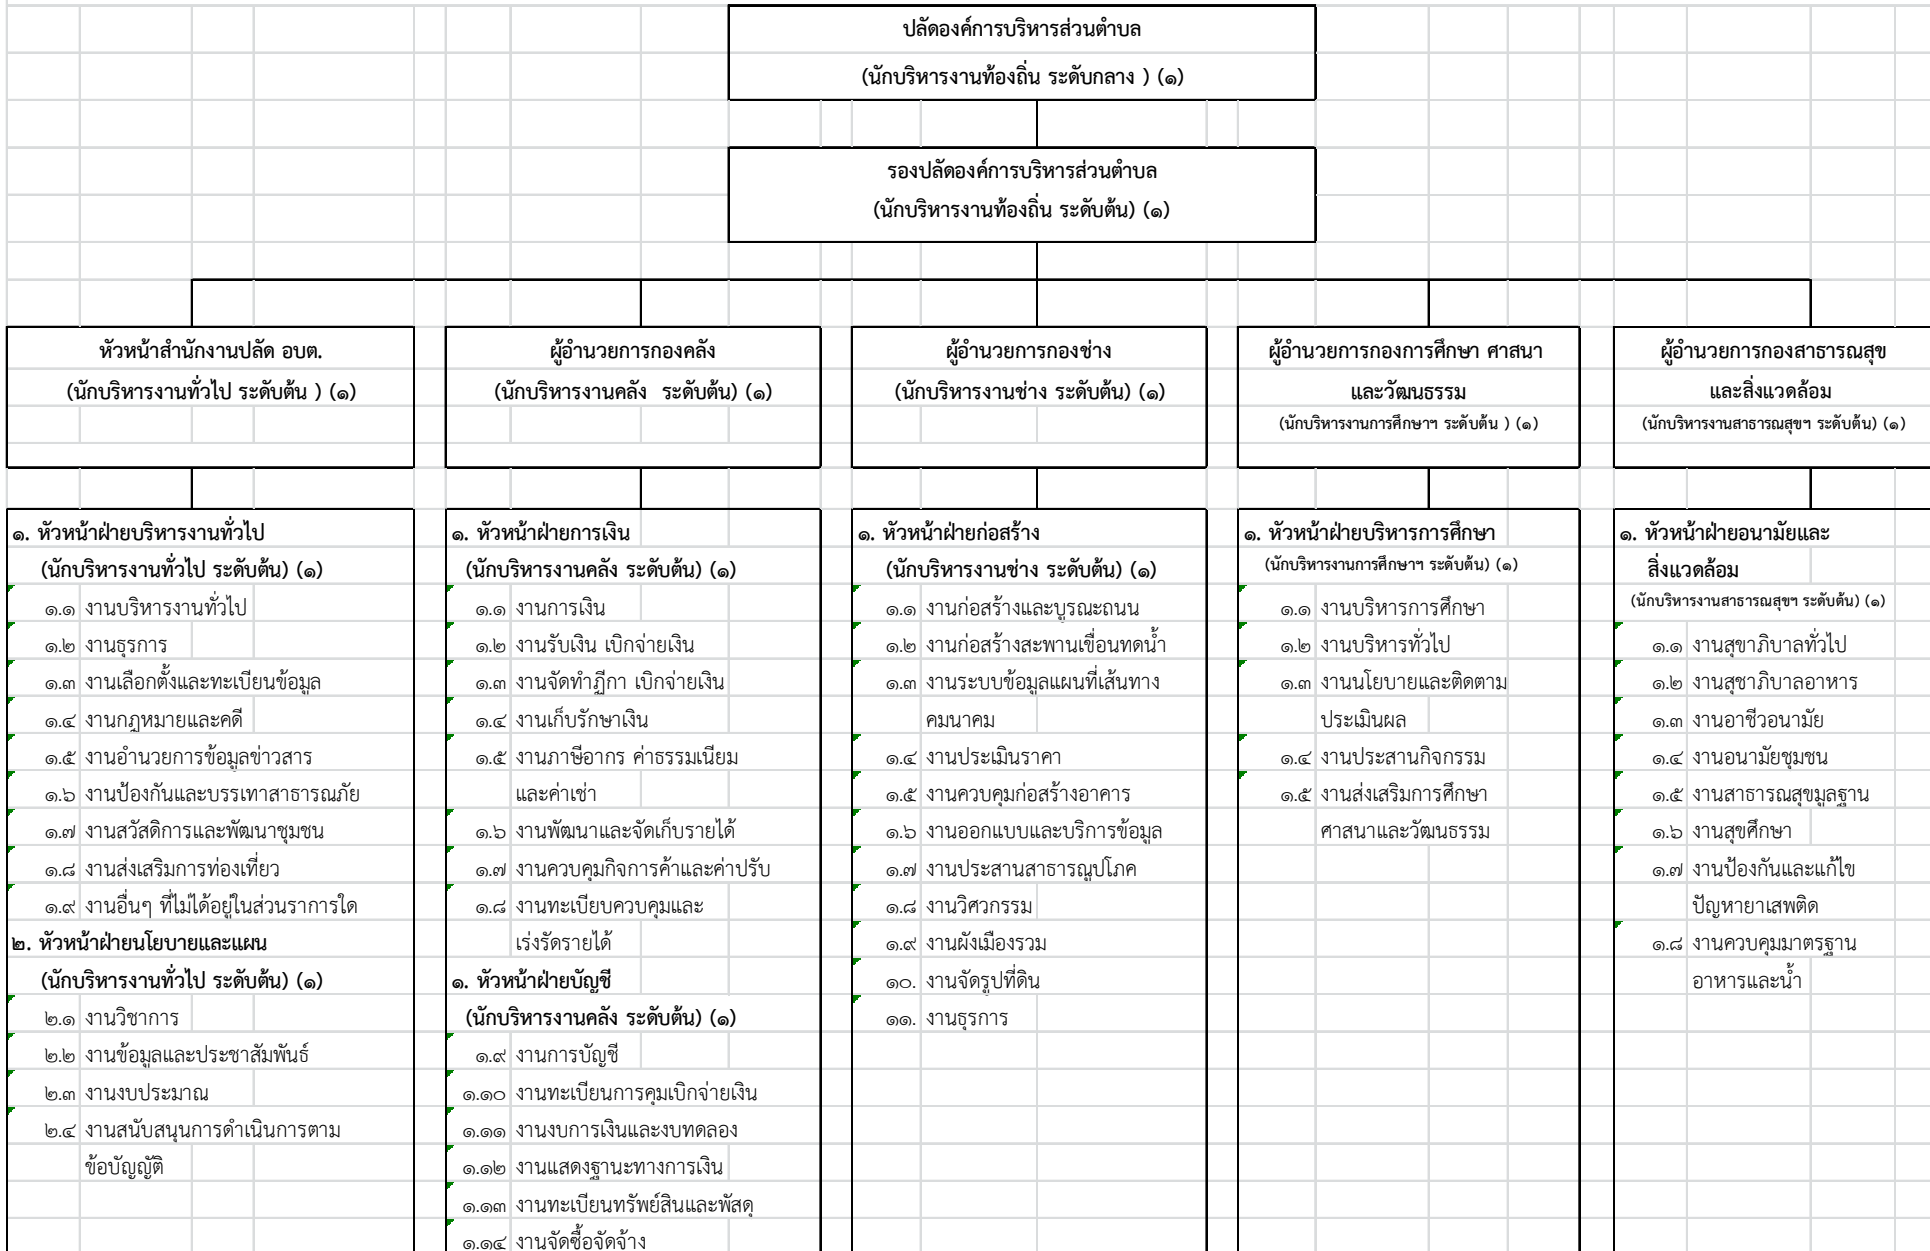 ปลัดองค์การบริหารส่วนตำบล
(นักบริหารงานท้องถิ่น ระดับกลาง ) (๑)
รองปลัดองค์การบริหารส่วนตำบล
(นักบริหารงานท้องถิ่น ระดับต้น) (๑)
หัวหน้าสำนักงานปลัด อบต.
(นักบริหารงานทั่วไป ระดับต้น ) (๑)
ผู้อำนวยการกองคลัง
(นักบริหารงานคลัง ระดับต้น) (๑)
ผู้อำนวยการกองช่าง
(นักบริหารงานช่าง ระดับต้น) (๑)
ผู้อำนวยการกองการศึกษา ศาสนา
และวัฒนธรรม
(นักบริหารงานการศึกษาฯ ระดับต้น ) (๑)
ผู้อำนวยการกองสาธารณสุข
และสิ่งแวดล้อม
(นักบริหารงานสาธารณสุขฯ ระดับต้น) (๑)
๑. หัวหน้าฝ่ายบริหารงานทั่วไป
(นักบริหารงานทั่วไป ระดับต้น) (๑)
๑.๑ งานบริหารงานทั่วไป
๑.๒ งานธุรการ
๑.๓ งานเลือกตั้งและทะเบียนข้อมูล
๑.๔ งานกฎหมายและคดี
๑.๕ งานอำนวยการข้อมูลข่าวสาร
๑.๖ งานป้องกันและบรรเทาสาธารณภัย
๑.๗ งานสวัสดิการและพัฒนาชุมชน
๑.๘ งานส่งเสริมการท่องเที่ยว
๑.๙ งานอื่นๆ ที่ไม่ได้อยู่ในส่วนราการใด
๒. หัวหน้าฝ่ายนโยบายและแผน
(นักบริหารงานทั่วไป ระดับต้น) (๑)
๒.๑ งานวิชาการ
๒.๒ งานข้อมูลและประชาสัมพันธ์
๒.๓ งานงบประมาณ
๒.๔ งานสนับสนุนการดำเนินการตาม
ข้อบัญญัติ
๑. หัวหน้าฝ่ายการเงิน
(นักบริหารงานคลัง ระดับต้น) (๑)
๑.๑ งานการเงิน
๑.๒ งานรับเงิน เบิกจ่ายเงิน
๑.๓ งานจัดทำฎีกา เบิกจ่ายเงิน
๑.๔ งานเก็บรักษาเงิน
๑.๕ งานภาษีอากร ค่าธรรมเนียม
และค่าเช่า
๑.๖ งานพัฒนาและจัดเก็บรายได้
๑.๗ งานควบคุมกิจการค้าและค่าปรับ
๑.๘ งานทะเบียบควบคุมและ
เร่งรัดรายได้
๑. หัวหน้าฝ่ายบัญชี
(นักบริหารงานคลัง ระดับต้น) (๑)
๑.๙ งานการบัญชี
๑.๑๐ งานทะเบียนการคุมเบิกจ่ายเงิน
๑.๑๑ งานงบการเงินและงบทดลอง
๑.๑๒ งานแสดงฐานะทางการเงิน
๑.๑๓ งานทะเบียนทรัพย์สินและพัสดุ
๑.๑๔ งานจัดซื้อจัดจ้าง
๑. หัวหน้าฝ่ายก่อสร้าง
(นักบริหารงานช่าง ระดับต้น) (๑)
๑.๑ งานก่อสร้างและบูรณะถนน
๑.๒ งานก่อสร้างสะพานเขื่อนทดน้ำ
๑.๓ งานระบบข้อมูลแผนที่เส้นทาง
คมนาคม
๑.๔ งานประเมินราคา
๑.๕ งานควบคุมก่อสร้างอาคาร
๑.๖ งานออกแบบและบริการข้อมูล
๑.๗ งานประสานสาธารณูปโภค
๑.๘ งานวิศวกรรม
๑.๙ งานผังเมืองรวม
๑๐. งานจัดรูปที่ดิน
๑๑. งานธุรการ
๑. หัวหน้าฝ่ายบริหารการศึกษา
(นักบริหารงานการศึกษาฯ ระดับต้น) (๑)
๑.๑ งานบริหารการศึกษา
๑.๒ งานบริหารทั่วไป
๑.๓ งานนโยบายและติดตาม
ประเมินผล
๑.๔ งานประสานกิจกรรม
๑.๕ งานส่งเสริมการศึกษา
ศาสนาและวัฒนธรรม
๑. หัวหน้าฝ่ายอนามัยและ
สิ่งแวดล้อม
(นักบริหารงานสาธารณสุขฯ ระดับต้น) (๑)
๑.๑ งานสุขาภิบาลทั่วไป
๑.๒ งานสุชาภิบาลอาหาร
๑.๓ งานอาชีวอนามัย
๑.๔ งานอนามัยชุมชน
๑.๕ งานสาธารณสุขมูลฐาน
๑.๖ งานสุขศึกษา
๑.๗ งานป้องกันและแก้ไข
ปัญหายาเสพติด
๑.๘ งานควบคุมมาตรฐาน
อาหารและน้ำ